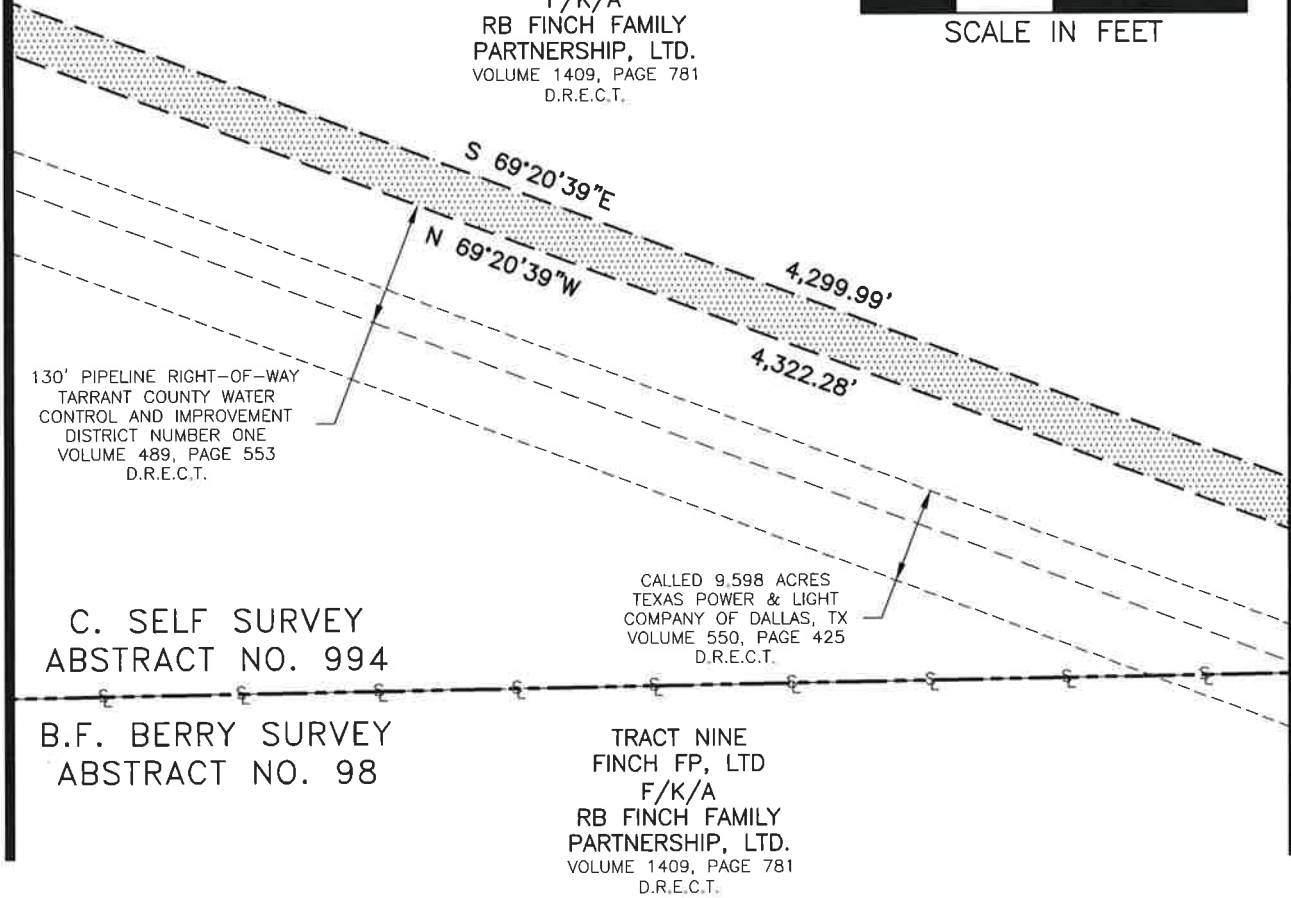 F/K/A
RB FINCH FAMILY
PARTNERSHIP, LTD.
VOLUME 1409, PAGE 781
D.R.E.C.T.
SCALE IN FEET
S 69°20'39"E
N 69°20'39"W
4,299.99'
4,322.28'
130' PIPELINE RIGHT-OF-WAY
TARRANT COUNTY WATER
CONTROL AND IMPROVEMENT
DISTRICT NUMBER ONE
VOLUME 489, PAGE 553
D.R.E.C.T.
CALLED 9.598 ACRES
TEXAS POWER & LIGHT
COMPANY OF DALLAS, TX
VOLUME 550, PAGE 425
D.R.E.C.T.
C. SELF SURVEY
ABSTRACT NO. 994
B.F. BERRY SURVEY
ABSTRACT NO. 98
TRACT NINE
FINCH FP, LTD
F/K/A
RB FINCH FAMILY
PARTNERSHIP, LTD.
VOLUME 1409, PAGE 781
D.R.E.C.T.